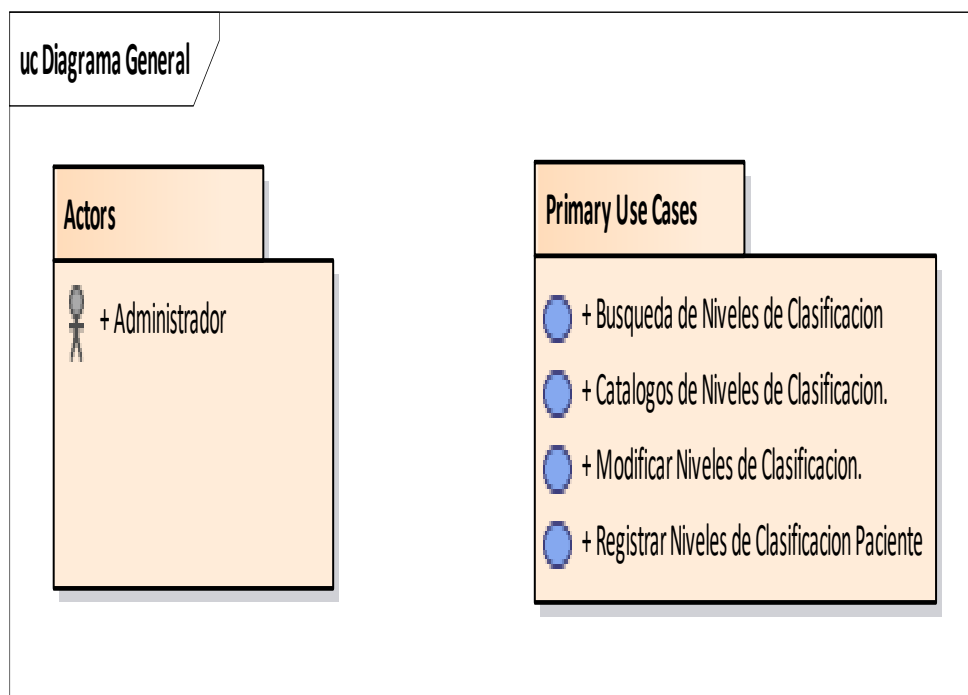 uc Diagrama General
Actors
+ Administrador
Primary Use Cases
+ Busqueda de Niveles de Clasificacion
+ Catalogos de Niveles de Clasificacion.
+ Modificar Niveles de Clasificacion.
+ Registrar Niveles de Clasificacion Paciente